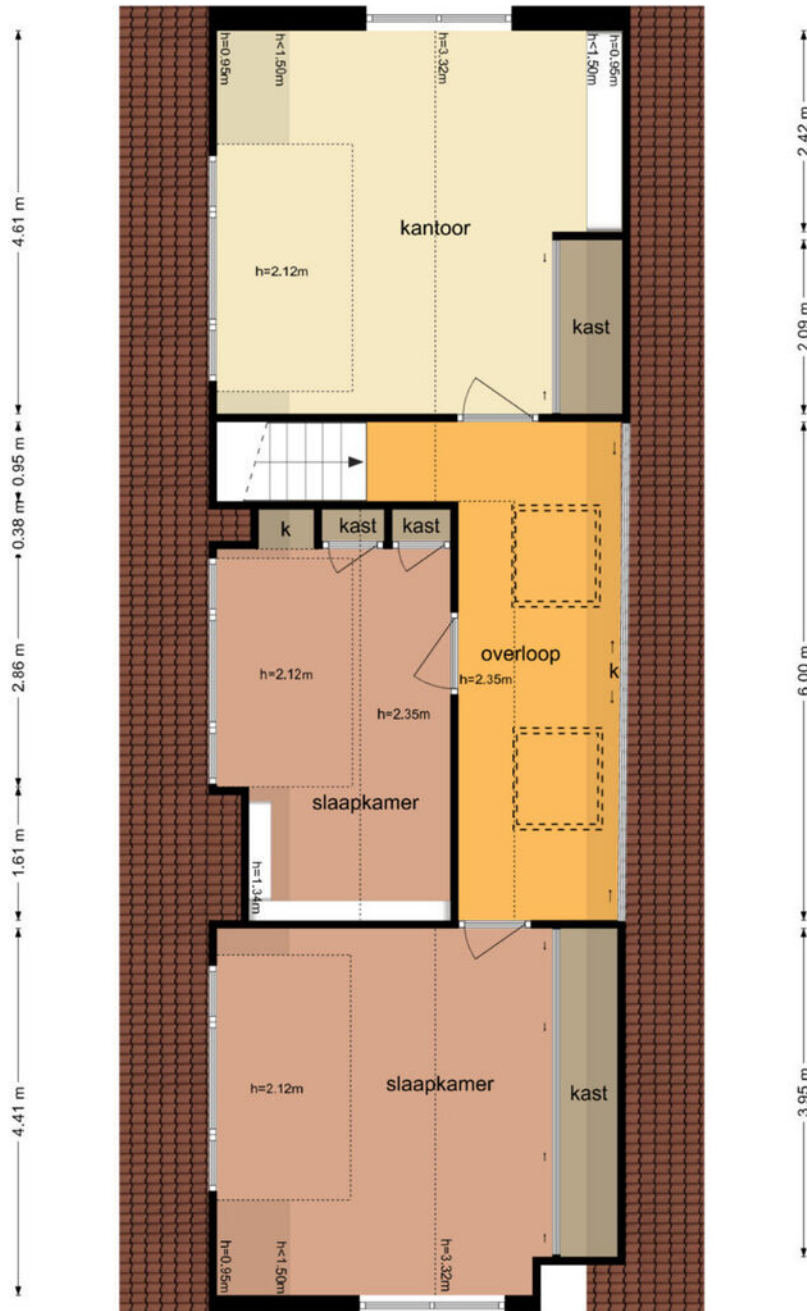 h=0.95m
h<1.50m
h=3.32m
h<1.50m
h=0.95m
4.61 m
2.42 m
kantoor
h=2.12m
kast
2.09 m
0.95 m
0.38 m
k
kast
kast
2.86 m
h=2.12m
h=2.35m
overloop
h=2.35m
k
6.00 m
slaapkamer
1.61 m
h=1.34m
slaapkamer
h=2.12m
kast
4.41 m
3.95 m
h=0.95m
h<1.50m
h=3.32m